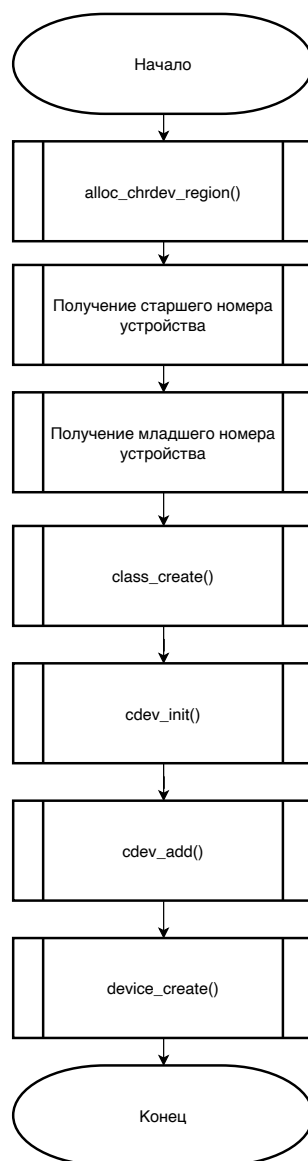 Начало
alloc_chrdev_region()
Получение старшего номера
устройства
Получение младшего номера
устройства
class_create()
cdev_init()
cdev_add()
device_create()
Конец